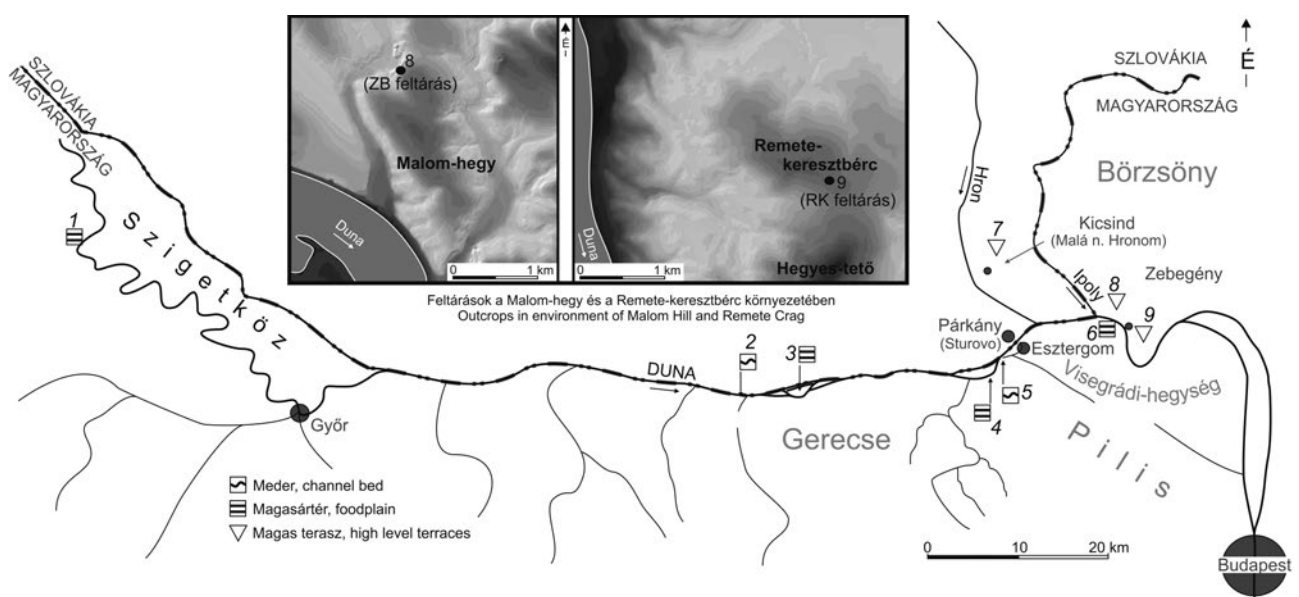 SZLOVÁKIA
MAGYARORSZÁG
1
Szigetköz
Győr
8
(ZB feltárás)
Malom-hegy
Duna
0 1 km
É
Remete-
keresztbérc
9
(RK feltárás)
Duna
Hegyes-tető
0 1 km
Feltárások a Malom-hegy és a Remete-keresztbérc környezetében
Outcrops in environment of Malom Hill and Remete Crag
É
SZLOVÁKIA
MAGYARORSZÁG
Hron
Börzsöny
7
Kicsind
(Malá n. Hronom)
Ipoly
8
Zebegény
6
9
Párkány
(Sturovo)
Esztergom
Visegrádi-hegység
DUNA
2
3
4
5
Gerecse
Pilis
Meder, channel bed
Magasártér, foodplain
Magas terasz, high level terraces
0 10 20 km
Budapest